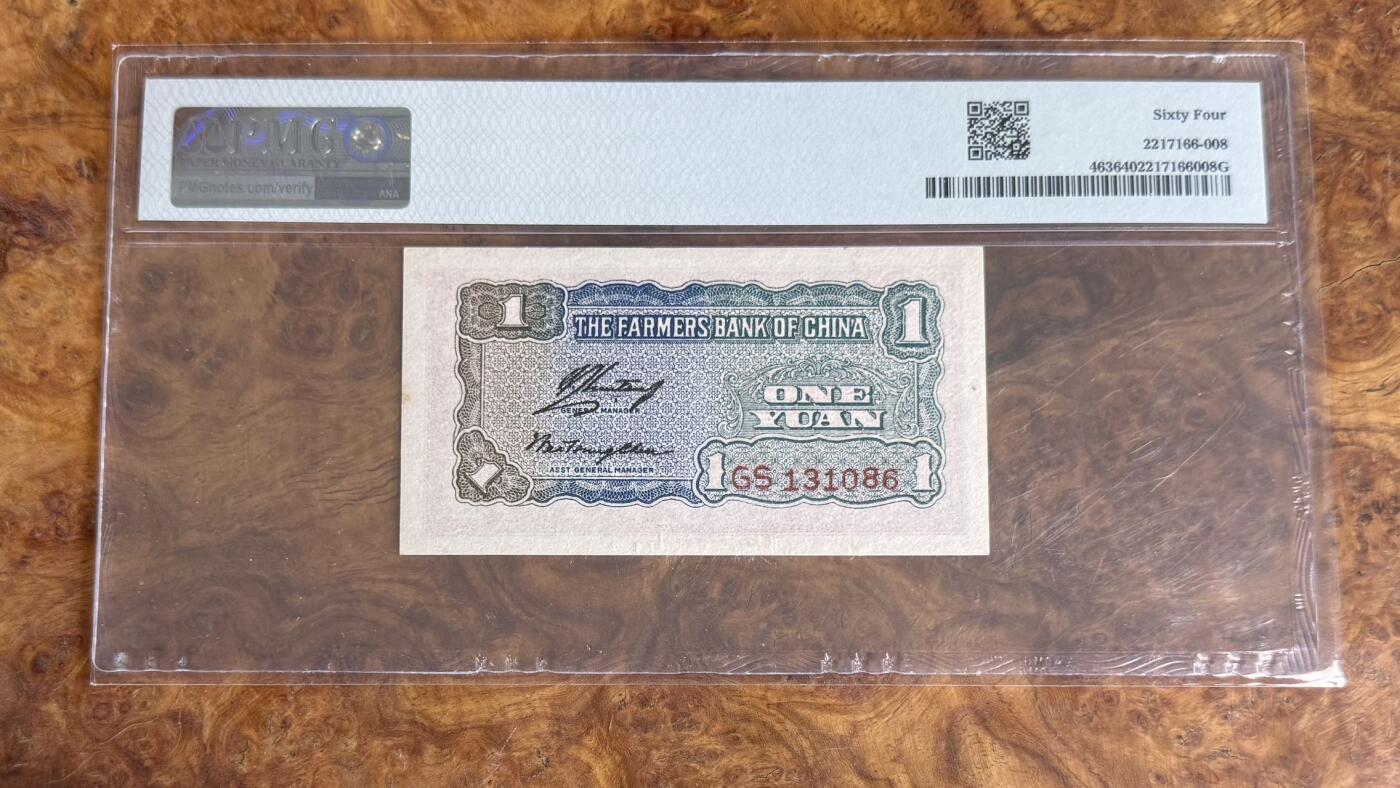 PMG
PAPER MONEY GUARANTY
PMGnotes.com/verify
ANA
Sixty Four
2217166-008
4636402217166008G
1
THE FARMERS BANK OF CHINA
1
GENERAL MANAGER
ONE
YUAN
ASST GENERAL MANAGER
1
1 GS 131086 1